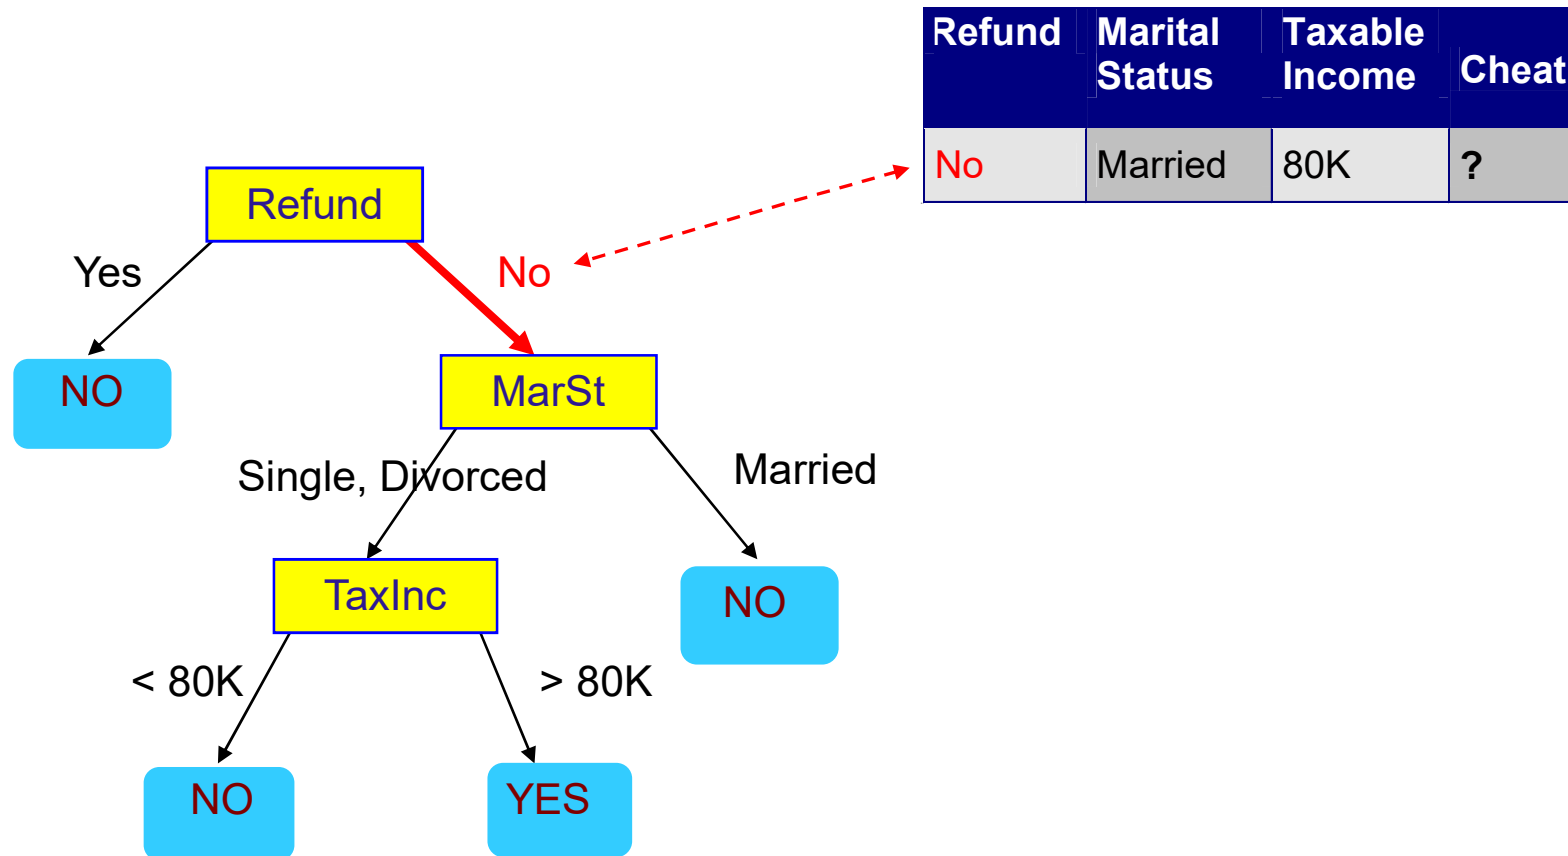 Refund Marital Status Taxable Income Cheat
No Married 80K ?
Refund
Yes No
NO
MarSt
Single, Divorced Married
TaxInc
NO
< 80K > 80K
NO YES